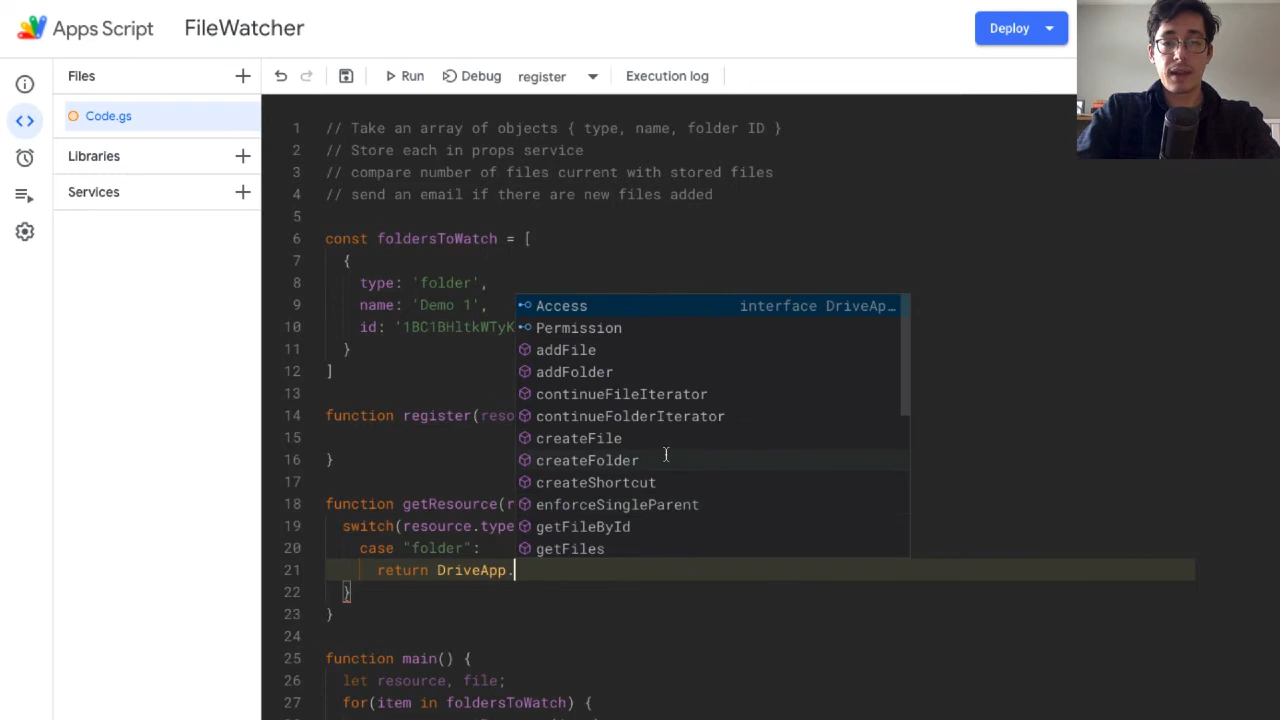 Apps Script
FileWatcher
Deploy
Files
Run
Debug
register
Execution log
Code.gs
Libraries
Services
1 // Take an array of objects { type, name, folder ID }
2 // Store each in props service
3 // compare number of files current with stored files
4 // send an email if there are new files added
5
6 const foldersToWatch = [
7 {
8 type: 'folder',
9 name: 'Demo 1',
10 id: '1BC1BHltkWTyK
11 }
12 ]
13
14 function register(reso
15
16 }
17
18 function getResource(r
19 switch(resource.type
20 case "folder":
21 return DriveApp.
22 }
23 }
24
25 function main() {
26 let resource, file;
27 for(item in foldersToWatch) {
Access interface DriveAp…
Permission
addFile
addFolder
continueFileIterator
continueFolderIterator
createFile
createFolder
createShortcut
enforceSingleParent
getFileById
getFiles